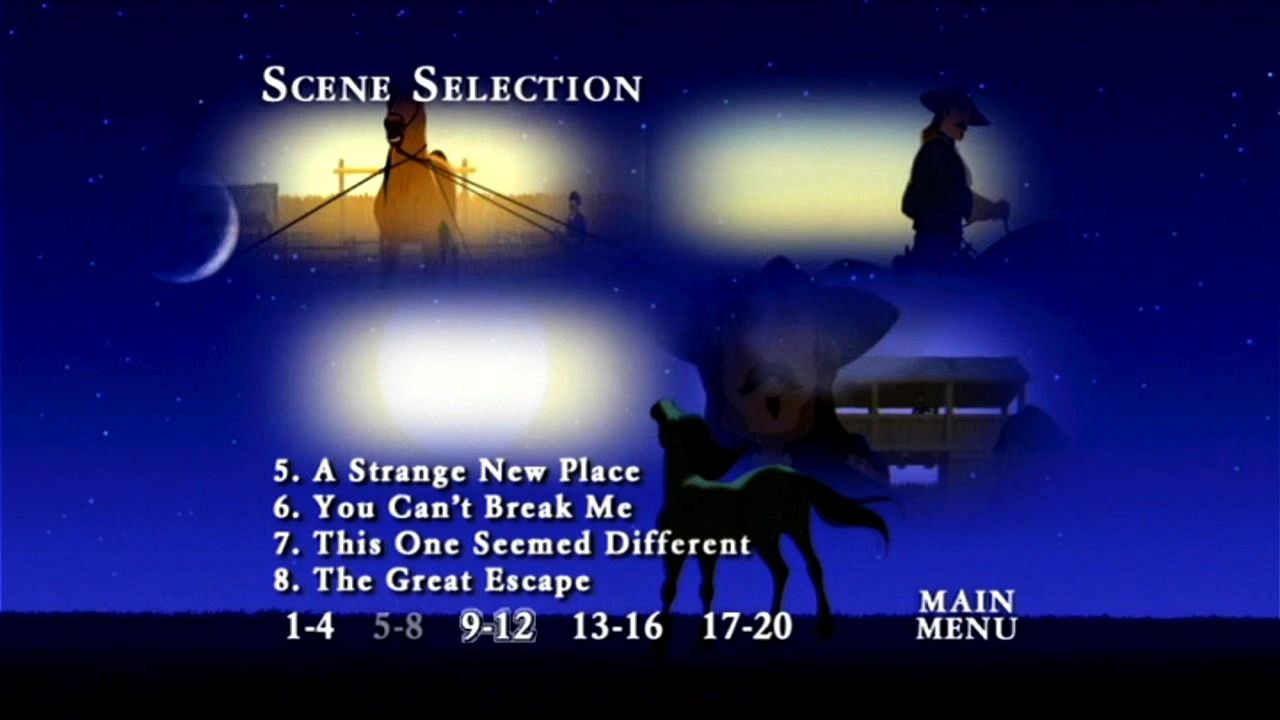 SCENE SELECTION
5. A Strange New Place
6. You Can't Break Me
7. This One Seemed Different
8. The Great Escape
1-4 5-8 9-12 13-16 17-20
MAIN
MENU